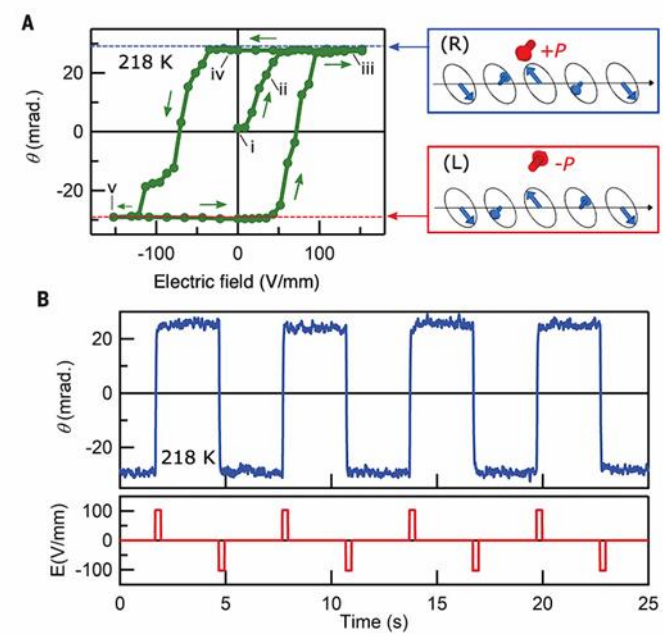 A
218 K
iv
iii
ii
i
v
20
0
-20
θ (mrad.)
-100
0
100
Electric field (V/mm)
(R)
+P
(L)
-P
B
20
0
-20
θ (mrad.)
218 K
100
0
-100
E(V/mm)
0
5
10
15
20
25
Time (s)